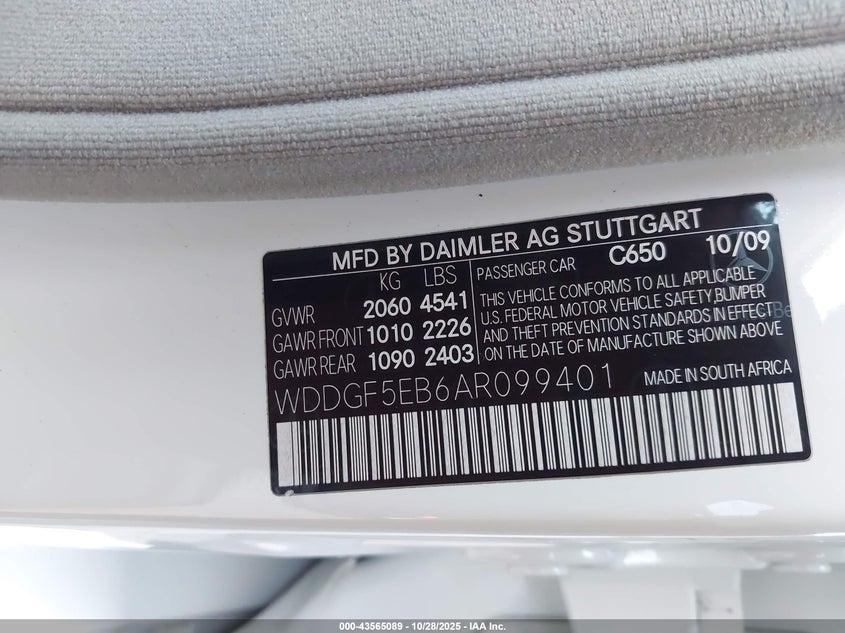 MFD BY DAIMLER AG STUTTGART
KG LBS PASSENGER CAR C650 10/09
GVWR 2060 4541
GAWR FRONT 1010 2226
GAWR REAR 1090 2403
THIS VEHICLE CONFORMS TO ALL APPLICABLE
U.S. FEDERAL MOTOR VEHICLE SAFETY, BUMPER
AND THEFT PREVENTION STANDARDS IN EFFECT
ON THE DATE OF MANUFACTURE SHOWN ABOVE
WDDGF5EB6AR099401 MADE IN SOUTH AFRICA
000-43565089 - 10/28/2025 - IAA Inc.